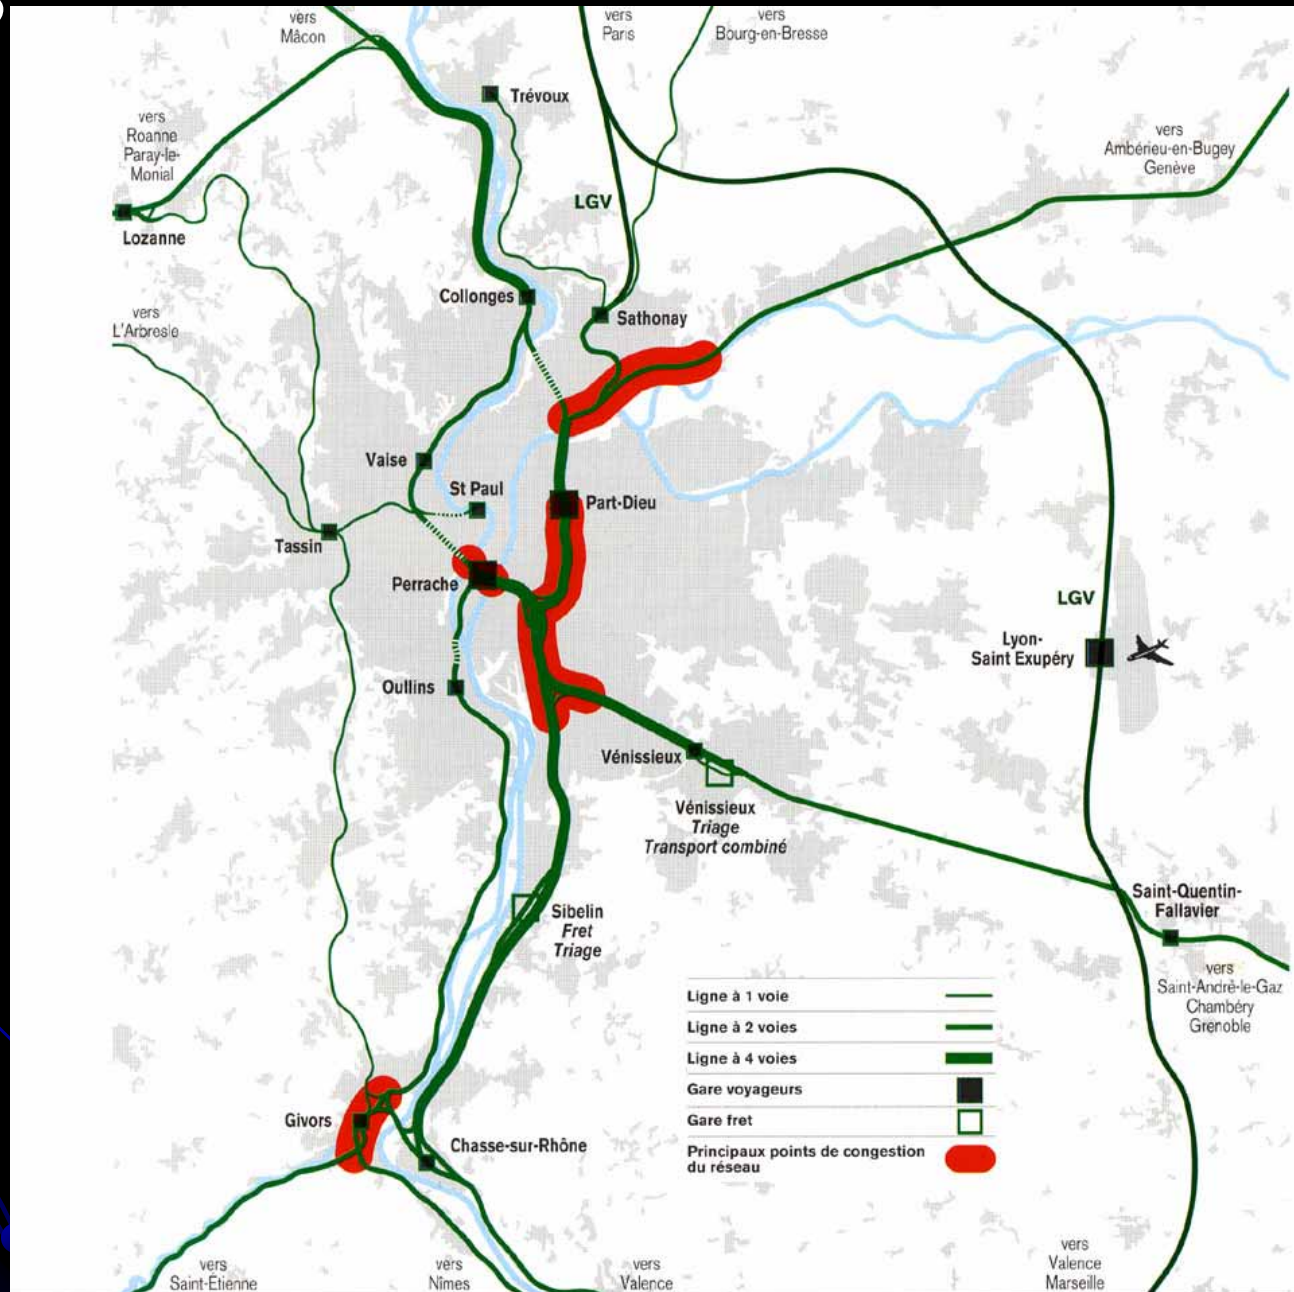 vers
Mâcon
vers
Paris
vers
Bourg-en-Bresse
Trévoux
vers
Roanne
Paray-le-
Monial
vers
Ambérieu-en-Bugey
Genève
LGV
Lozanne
Collonges
Sathonay
vers
L'Arbresle
Vaise
St Paul
Part-Dieu
Tassin
Perrache
LGV
Lyon-
Saint Exupéry
Oullins
Vénissieux
Vénissieux
Triage
Transport combiné
Saint-Quentin-
Fallavier
Sibelin
Fret
Triage
vers
Saint-André-le-Gaz
Chambéry
Grenoble
Ligne à 1 voie
Ligne à 2 voies
Ligne à 4 voies
Gare voyageurs
Gare fret
Principaux points de congestion
du réseau
Givors
Chasse-sur-Rhône
vers
Saint-Étienne
vers
Nîmes
vers
Valence
vers
Valence
Marseille